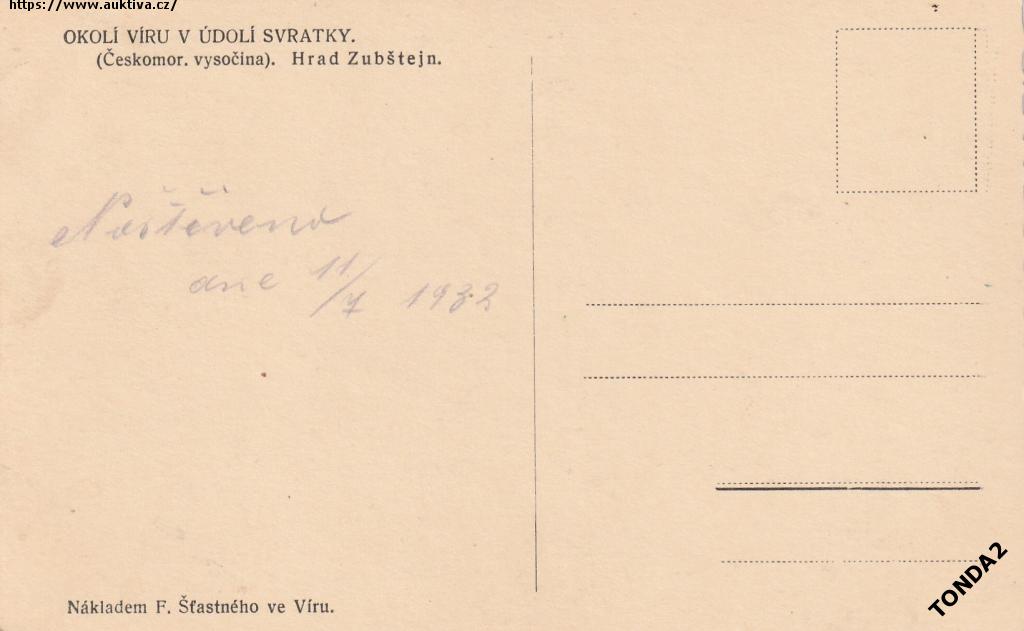 https://www.auktiva.cz/
OKOLÍ VÍRU V ÚDOLÍ SVRATKY.
(Českomor. vysočina). Hrad Zubštejn.
Navštíveno
dne 11/7 1932
Nákladem F. Šťastného ve Víru.
TONDA2